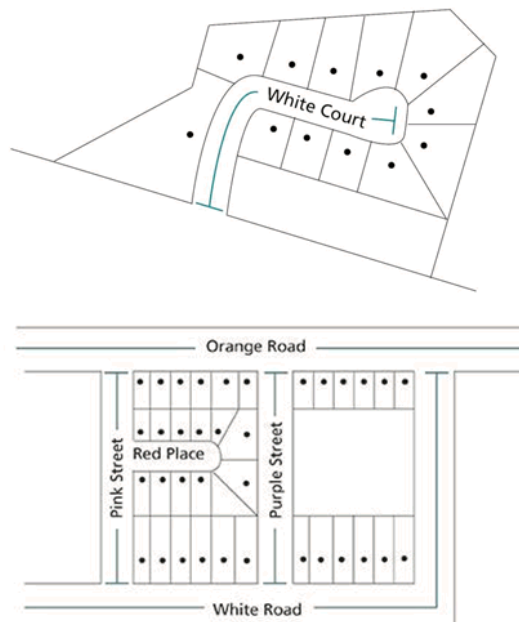 White Court
Orange Road
Pink Street
Red Place
Purple Street
White Road